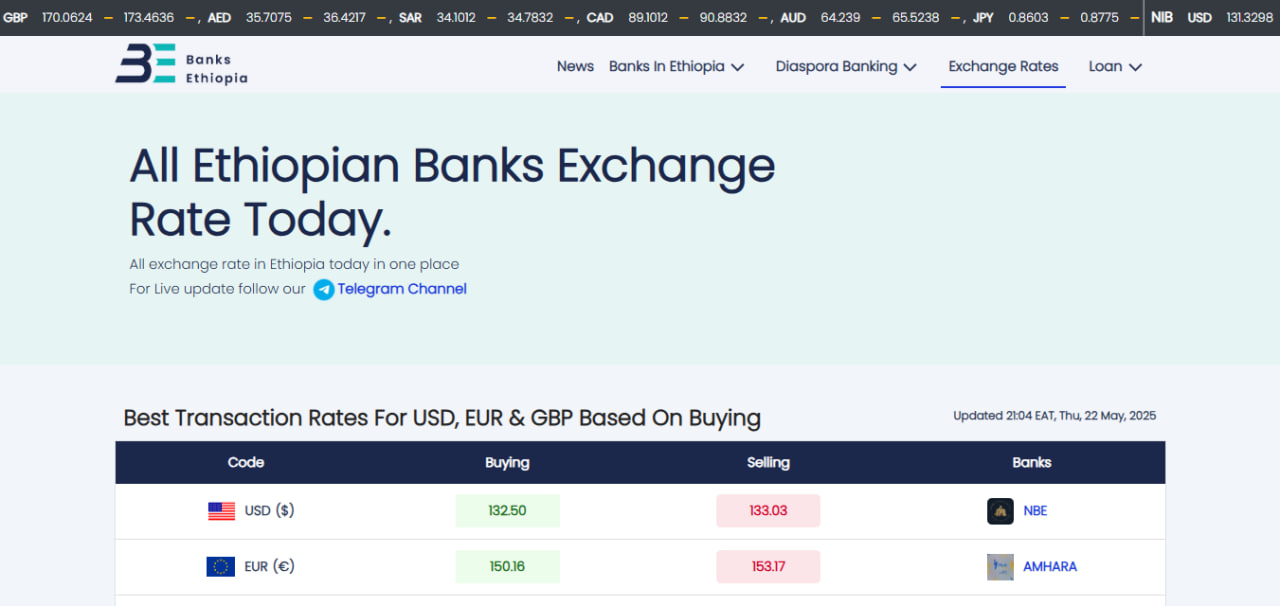 GBP 170.0624 – 173.4636 –, AED 35.7075 – 36.4217 –, SAR 34.1012 – 34.7832 –, CAD 89.1012 – 90.8832 –, AUD 64.239 – 65.5238 –, JPY 0.8603 – 0.8775 – NIB USD 131.3298
Banks
Ethiopia
News Banks In Ethiopia Diaspora Banking Exchange Rates Loan
All Ethiopian Banks Exchange
Rate Today.
All exchange rate in Ethiopia today in one place
For Live update follow our Telegram Channel
Best Transaction Rates For USD, EUR & GBP Based On Buying
Updated 21:04 EAT, Thu, 22 May, 2025
Code Buying Selling Banks
USD ($) 132.50 133.03 NBE
EUR (€) 150.16 153.17 AMHARA